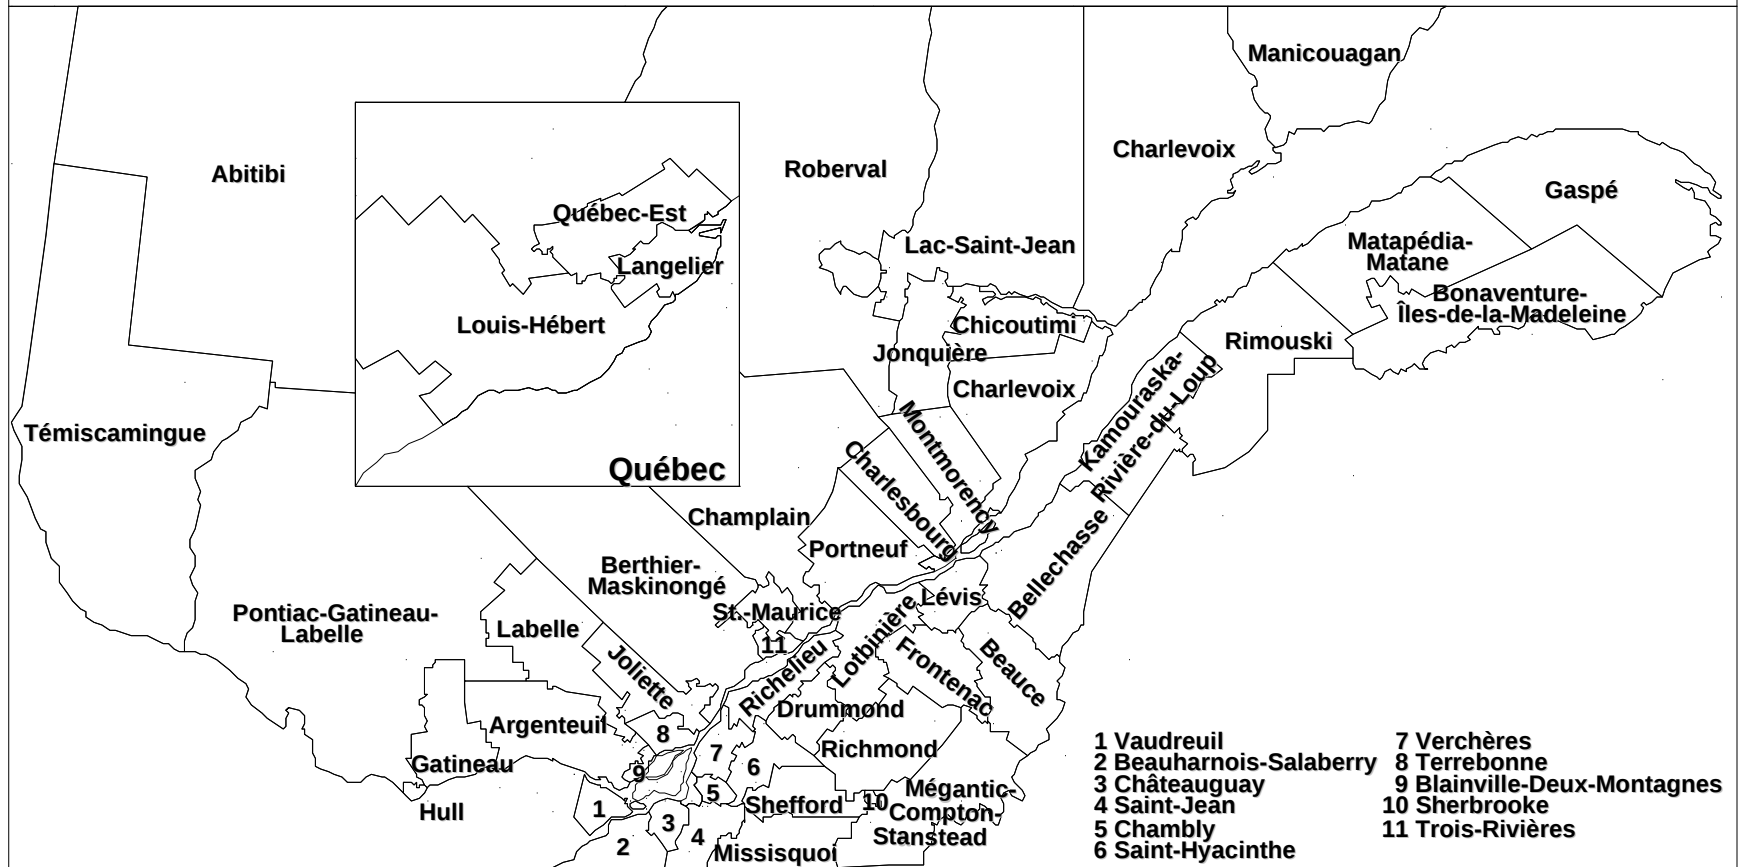 Manicouagan
Charlevoix
Abitibi
Roberval
Gaspé
Québec-Est
Lac-Saint-Jean
Matapédia-
Matane
Langelier
Bonaventure-
Îles-de-la-Madeleine
Louis-Hébert
Chicoutimi
Rimouski
Jonquière
Charlevoix
Kamouraska-
Rivière-du-Loup
Témiscamingue
Montmorency
Charlesbourg
Québec
Champlain
Portneuf
Bellechasse
Berthier-
Maskinongé
Lévis
Pontiac-Gatineau-
Labelle
St.-Maurice
Labelle
11
Lotbinière
Joliette
Richelieu
Frontenac
Beauce
Drummond
Argenteuil
8
Richmond
7
Gatineau
9
6
Mégantic-
Compton-
Stanstead
5
Shefford
10
Hull
1
3
4
2
Missisquoi
1 Vaudreuil
2 Beauharnois-Salaberry
3 Châteauguay
4 Saint-Jean
5 Chambly
6 Saint-Hyacinthe
7 Verchères
8 Terrebonne
9 Blainville-Deux-Montagnes
10 Sherbrooke
11 Trois-Rivières